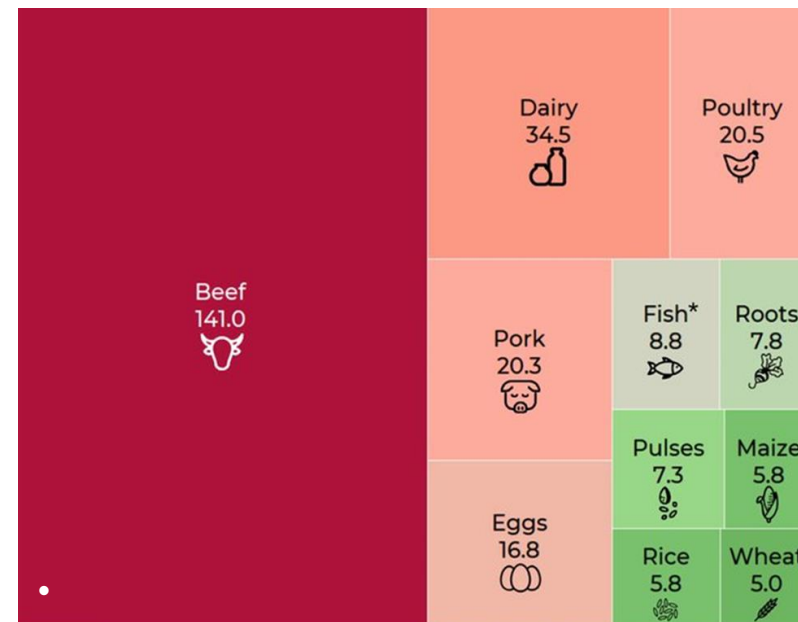 Beef
141.0
Dairy
34.5
Poultry
20.5
Pork
20.3
Eggs
16.8
Fish*
8.8
Roots
7.8
Pulses
7.3
Maize
5.8
Rice
5.8
Wheat
5.0